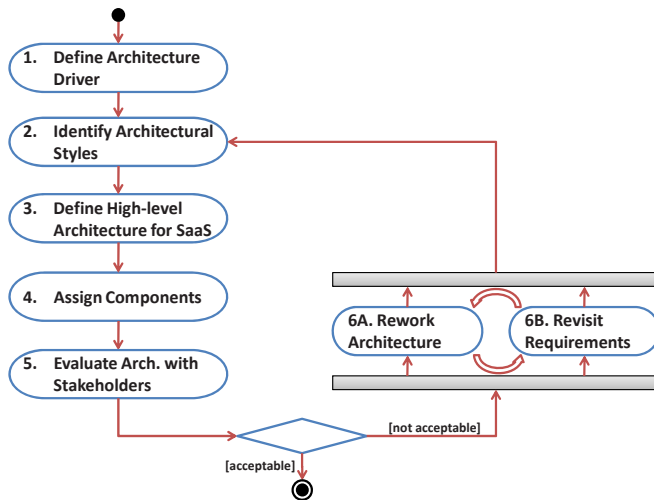 1. Define Architecture
Driver
2. Identify Architectural
Styles
3. Define High-level
Architecture for SaaS
4. Assign Components
5. Evaluate Arch. with
Stakeholders
6A. Rework
Architecture
6B. Revisit
Requirements
[not acceptable]
[acceptable]